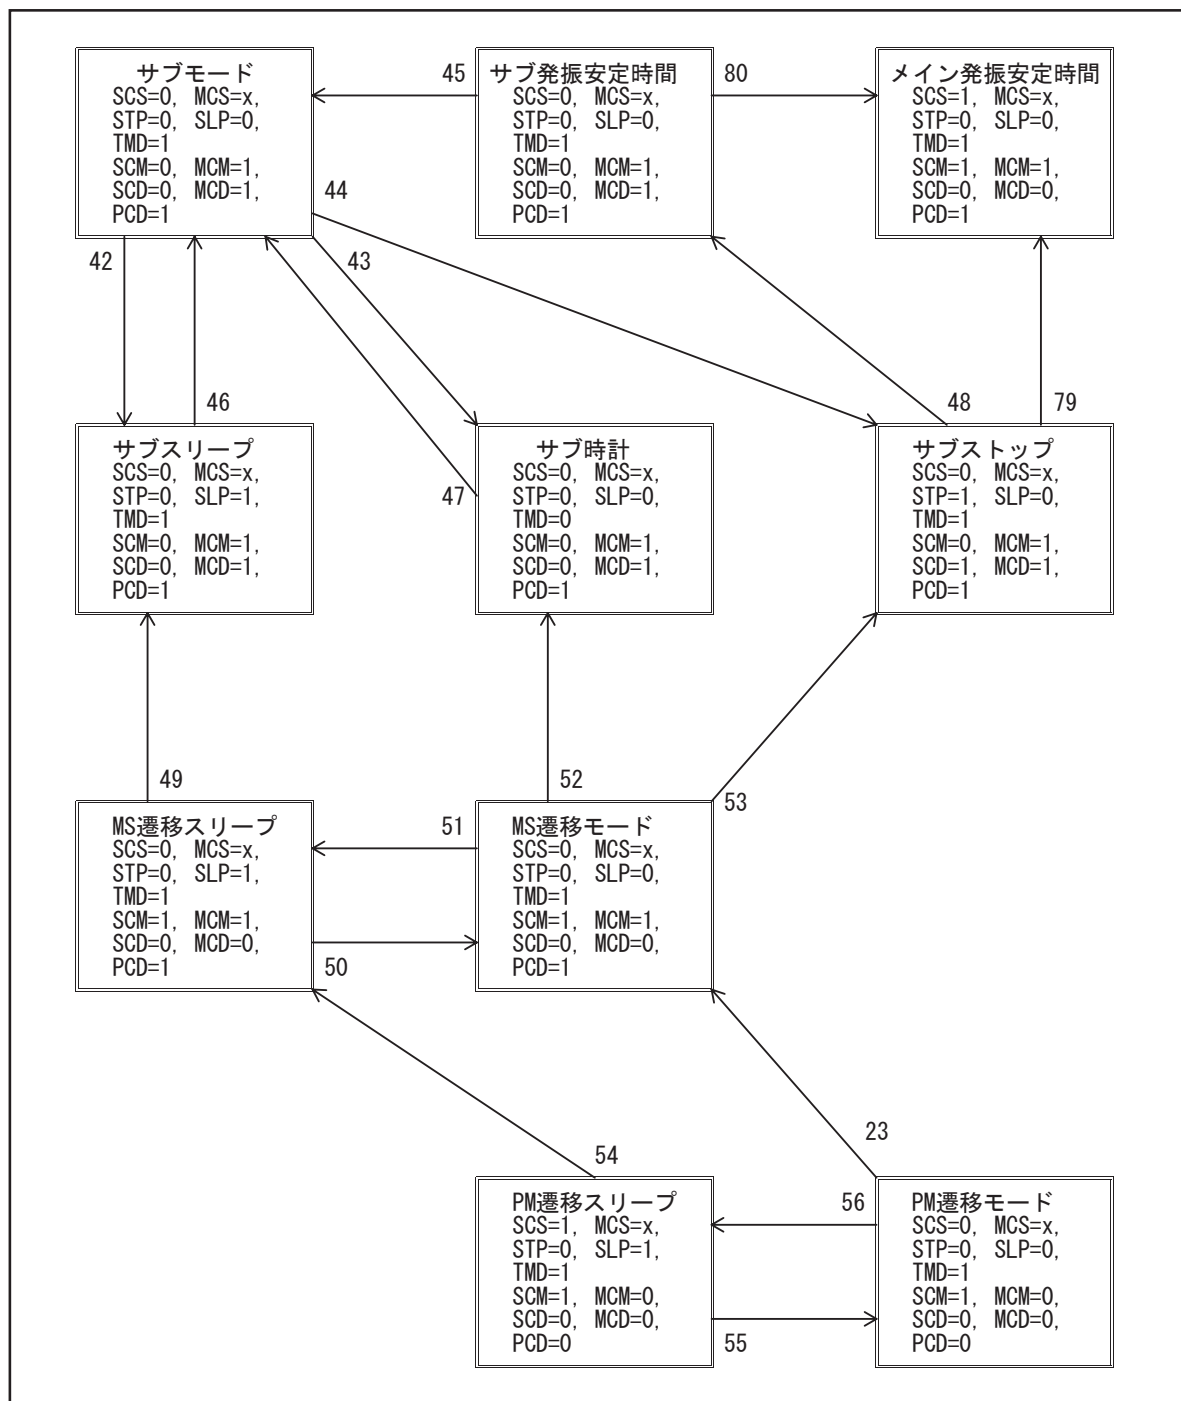 サブモード
SCS=0, MCS=x,
STP=0, SLP=0,
TMD=1
SCM=0, MCM=1,
SCD=0, MCD=1,
PCD=1
45
サブ発振安定時間
SCS=0, MCS=x,
STP=0, SLP=0,
TMD=1
SCM=0, MCM=1,
SCD=0, MCD=1,
PCD=1
80
メイン発振安定時間
SCS=1, MCS=x,
STP=0, SLP=0,
TMD=1
SCM=1, MCM=1,
SCD=0, MCD=0,
PCD=1
44
42
43
46
48
79
サブスリープ
SCS=0, MCS=x,
STP=0, SLP=1,
TMD=1
SCM=0, MCM=1,
SCD=0, MCD=1,
PCD=1
47
サブ時計
SCS=0, MCS=x,
STP=0, SLP=0,
TMD=0
SCM=0, MCM=1,
SCD=0, MCD=1,
PCD=1
サブストップ
SCS=0, MCS=x,
STP=1, SLP=0,
TMD=1
SCM=0, MCM=1,
SCD=1, MCD=1,
PCD=1
49
52
53
MS遷移スリープ
SCS=0, MCS=x,
STP=0, SLP=1,
TMD=1
SCM=1, MCM=1,
SCD=0, MCD=0,
PCD=1
51
50
MS遷移モード
SCS=0, MCS=x,
STP=0, SLP=0,
TMD=1
SCM=1, MCM=1,
SCD=0, MCD=0,
PCD=1
23
54
PM遷移スリープ
SCS=1, MCS=x,
STP=0, SLP=1,
TMD=1
SCM=1, MCM=0,
SCD=0, MCD=0,
PCD=0
56
55
PM遷移モード
SCS=0, MCS=x,
STP=0, SLP=0,
TMD=1
SCM=1, MCM=0,
SCD=0, MCD=0,
PCD=0